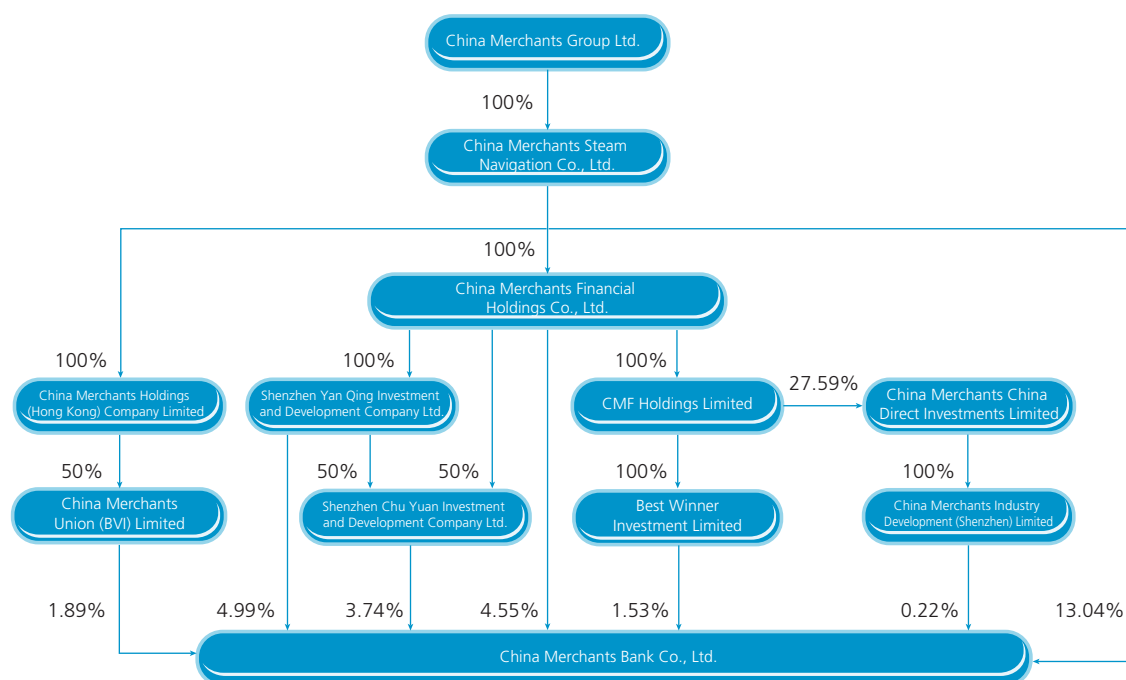 China Merchants Group Ltd.
100%
China Merchants Steam
Navigation Co., Ltd.
100%
China Merchants Financial
Holdings Co., Ltd.
100%
100%
100%
China Merchants Holdings
(Hong Kong) Company Limited
Shenzhen Yan Qing Investment
and Development Company Ltd.
CMF Holdings Limited
27.59%
China Merchants China
Direct Investments Limited
50%
50%
50%
100%
100%
China Merchants
Union (BVI) Limited
Shenzhen Chu Yuan Investment
and Development Company Ltd.
Best Winner
Investment Limited
China Merchants Industry
Development (Shenzhen) Limited
1.89%
4.99%
3.74%
4.55%
1.53%
0.22%
13.04%
China Merchants Bank Co., Ltd.